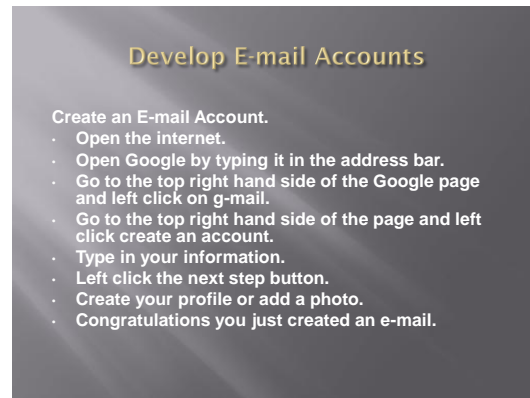 Develop E-mail Accounts
Create an E-mail Account.
• Open the internet.
• Open Google by typing it in the address bar.
• Go to the top right hand side of the Google page
and left click on g-mail.
• Go to the top right hand side of the page and left
click create an account.
• Type in your information.
• Left click the next step button.
• Create your profile or add a photo.
• Congratulations you just created an e-mail.